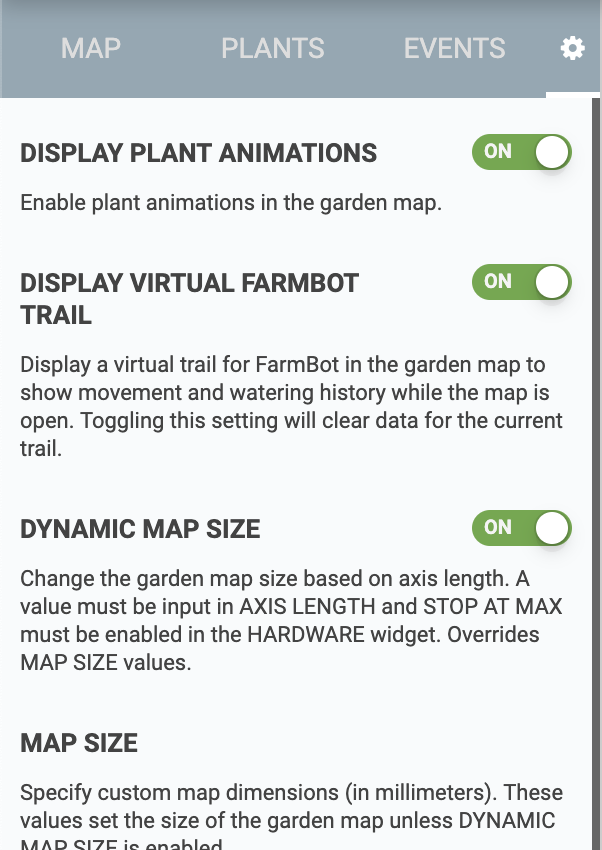 MAP PLANTS EVENTS
DISPLAY PLANT ANIMATIONS ON
Enable plant animations in the garden map.
DISPLAY VIRTUAL FARMBOT ON
TRAIL
Display a virtual trail for FarmBot in the garden map to
show movement and watering history while the map is
open. Toggling this setting will clear data for the current
trail.
DYNAMIC MAP SIZE ON
Change the garden map size based on axis length. A
value must be input in AXIS LENGTH and STOP AT MAX
must be enabled in the HARDWARE widget. Overrides
MAP SIZE values.
MAP SIZE
Specify custom map dimensions (in millimeters). These
values set the size of the garden map unless DYNAMIC
MAP SIZE is enabled